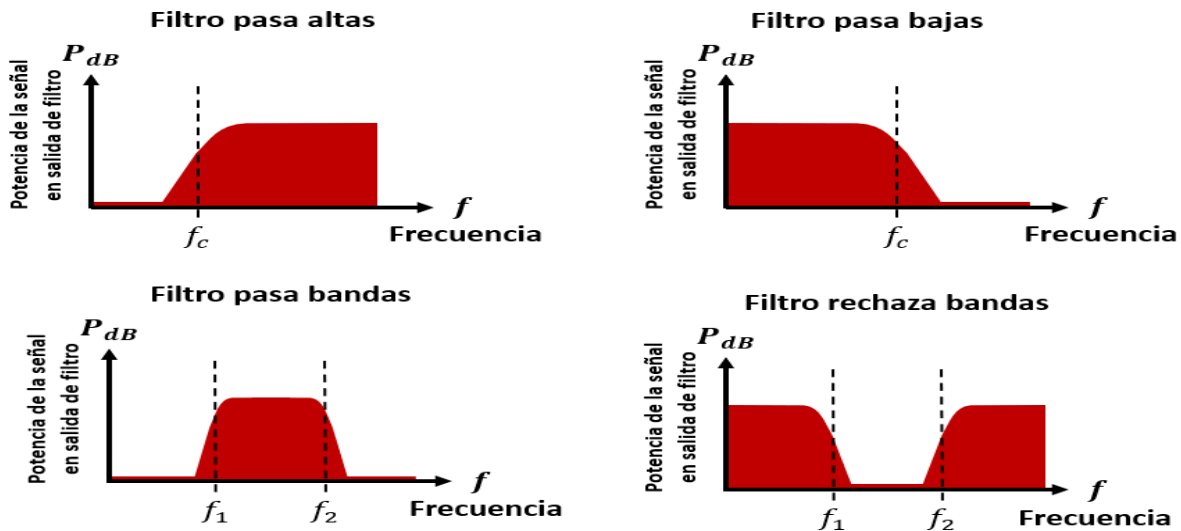 Filtro pasa altas
P_dB
Potencia de la señal
en salida de filtro
f
f_c
Frecuencia
Filtro pasa bajas
P_dB
Potencia de la señal
en salida de filtro
f
f_c
Frecuencia
Filtro pasa bandas
P_dB
Potencia de la señal
en salida de filtro
f
f_1
f_2
Frecuencia
Filtro rechaza bandas
P_dB
Potencia de la señal
en salida de filtro
f
f_1
f_2
Frecuencia